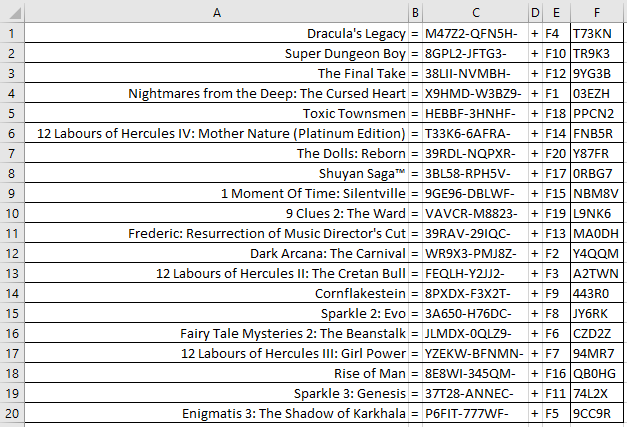 A B C D E F
1 Dracula's Legacy = M47Z2-QFN5H- + F4 T73KN
2 Super Dungeon Boy = 8GPL2-JFTG3- + F10 TR9K3
3 The Final Take = 38LII-NVMBH- + F12 9YG3B
4 Nightmares from the Deep: The Cursed Heart = X9HMD-W3BZ9- + F1 03EZH
5 Toxic Townsmen = HEBBF-3HNHF- + F18 PPCN2
6 12 Labours of Hercules IV: Mother Nature (Platinum Edition) = T33K6-6AFRA- + F14 FNB5R
7 The Dolls: Reborn = 39RDL-NQPXR- + F20 Y87FR
8 Shuyan Saga™ = 3BL58-RPH5V- + F17 0RBG7
9 1 Moment Of Time: Silentville = 9GE96-DBLWF- + F15 NBM8V
10 9 Clues 2: The Ward = VAVCR-M8823- + F19 L9NK6
11 Frederic: Resurrection of Music Director's Cut = 39RAV-29IQC- + F13 MA0DH
12 Dark Arcana: The Carnival = WR9X3-PMJ8Z- + F2 Y4QQM
13 12 Labours of Hercules II: The Cretan Bull = FEQLH-Y2JJ2- + F3 A2TWN
14 Cornflakestein = 8PXDX-F3X2T- + F9 443R0
15 Sparkle 2: Evo = 3A650-H76DC- + F8 JY6RK
16 Fairy Tale Mysteries 2: The Beanstalk = JLMDX-0QLZ9- + F6 CZD2Z
17 12 Labours of Hercules III: Girl Power = YZEKW-BFNMN- + F7 94MR7
18 Rise of Man = 8E8WI-345QM- + F16 QB0HG
19 Sparkle 3: Genesis = 37T28-ANNEC- + F11 74L2X
20 Enigmatis 3: The Shadow of Karkhala = P6FIT-777WF- + F5 9CC9R